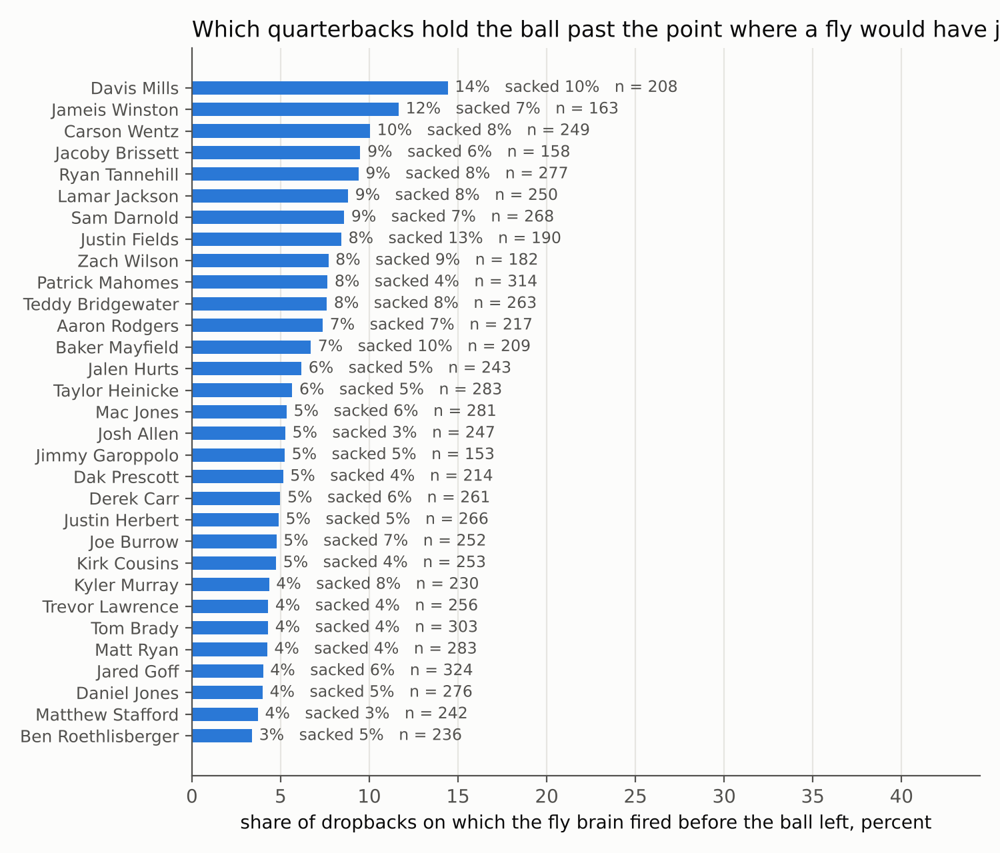 Which quarterbacks hold the ball past the point where a fly would have j
Davis Mills 14% sacked 10% n = 208
Jameis Winston 12% sacked 7% n = 163
Carson Wentz 10% sacked 8% n = 249
Jacoby Brissett 9% sacked 6% n = 158
Ryan Tannehill 9% sacked 8% n = 277
Lamar Jackson 9% sacked 8% n = 250
Sam Darnold 9% sacked 7% n = 268
Justin Fields 8% sacked 13% n = 190
Zach Wilson 8% sacked 9% n = 182
Patrick Mahomes 8% sacked 4% n = 314
Teddy Bridgewater 8% sacked 8% n = 263
Aaron Rodgers 7% sacked 7% n = 217
Baker Mayfield 7% sacked 10% n = 209
Jalen Hurts 6% sacked 5% n = 243
Taylor Heinicke 6% sacked 5% n = 283
Mac Jones 5% sacked 6% n = 281
Josh Allen 5% sacked 3% n = 247
Jimmy Garoppolo 5% sacked 5% n = 153
Dak Prescott 5% sacked 4% n = 214
Derek Carr 5% sacked 6% n = 261
Justin Herbert 5% sacked 5% n = 266
Joe Burrow 5% sacked 7% n = 252
Kirk Cousins 5% sacked 4% n = 253
Kyler Murray 4% sacked 8% n = 230
Trevor Lawrence 4% sacked 4% n = 256
Tom Brady 4% sacked 4% n = 303
Matt Ryan 4% sacked 4% n = 283
Jared Goff 4% sacked 6% n = 324
Daniel Jones 4% sacked 5% n = 276
Matthew Stafford 4% sacked 3% n = 242
Ben Roethlisberger 3% sacked 5% n = 236
0 5 10 15 20 25 30 35 40
share of dropbacks on which the fly brain fired before the ball left, percent